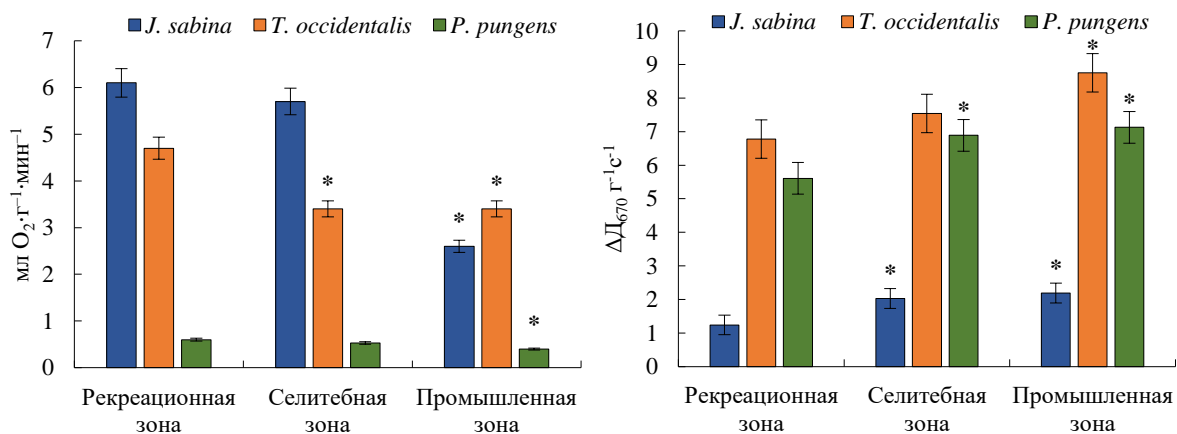 J. sabina T. occidentalis P. pungens
мл O₂·г⁻¹·мин⁻¹
7
6
5
4
3
2
1
0
* * * *
Рекреационная зона
Селитебная зона
Промышленная зона
J. sabina T. occidentalis P. pungens
ΔД₆₇₀ г⁻¹с⁻¹
10
9
8
7
6
5
4
3
2
1
0
* * * * *
Рекреационная зона
Селитебная зона
Промышленная зона